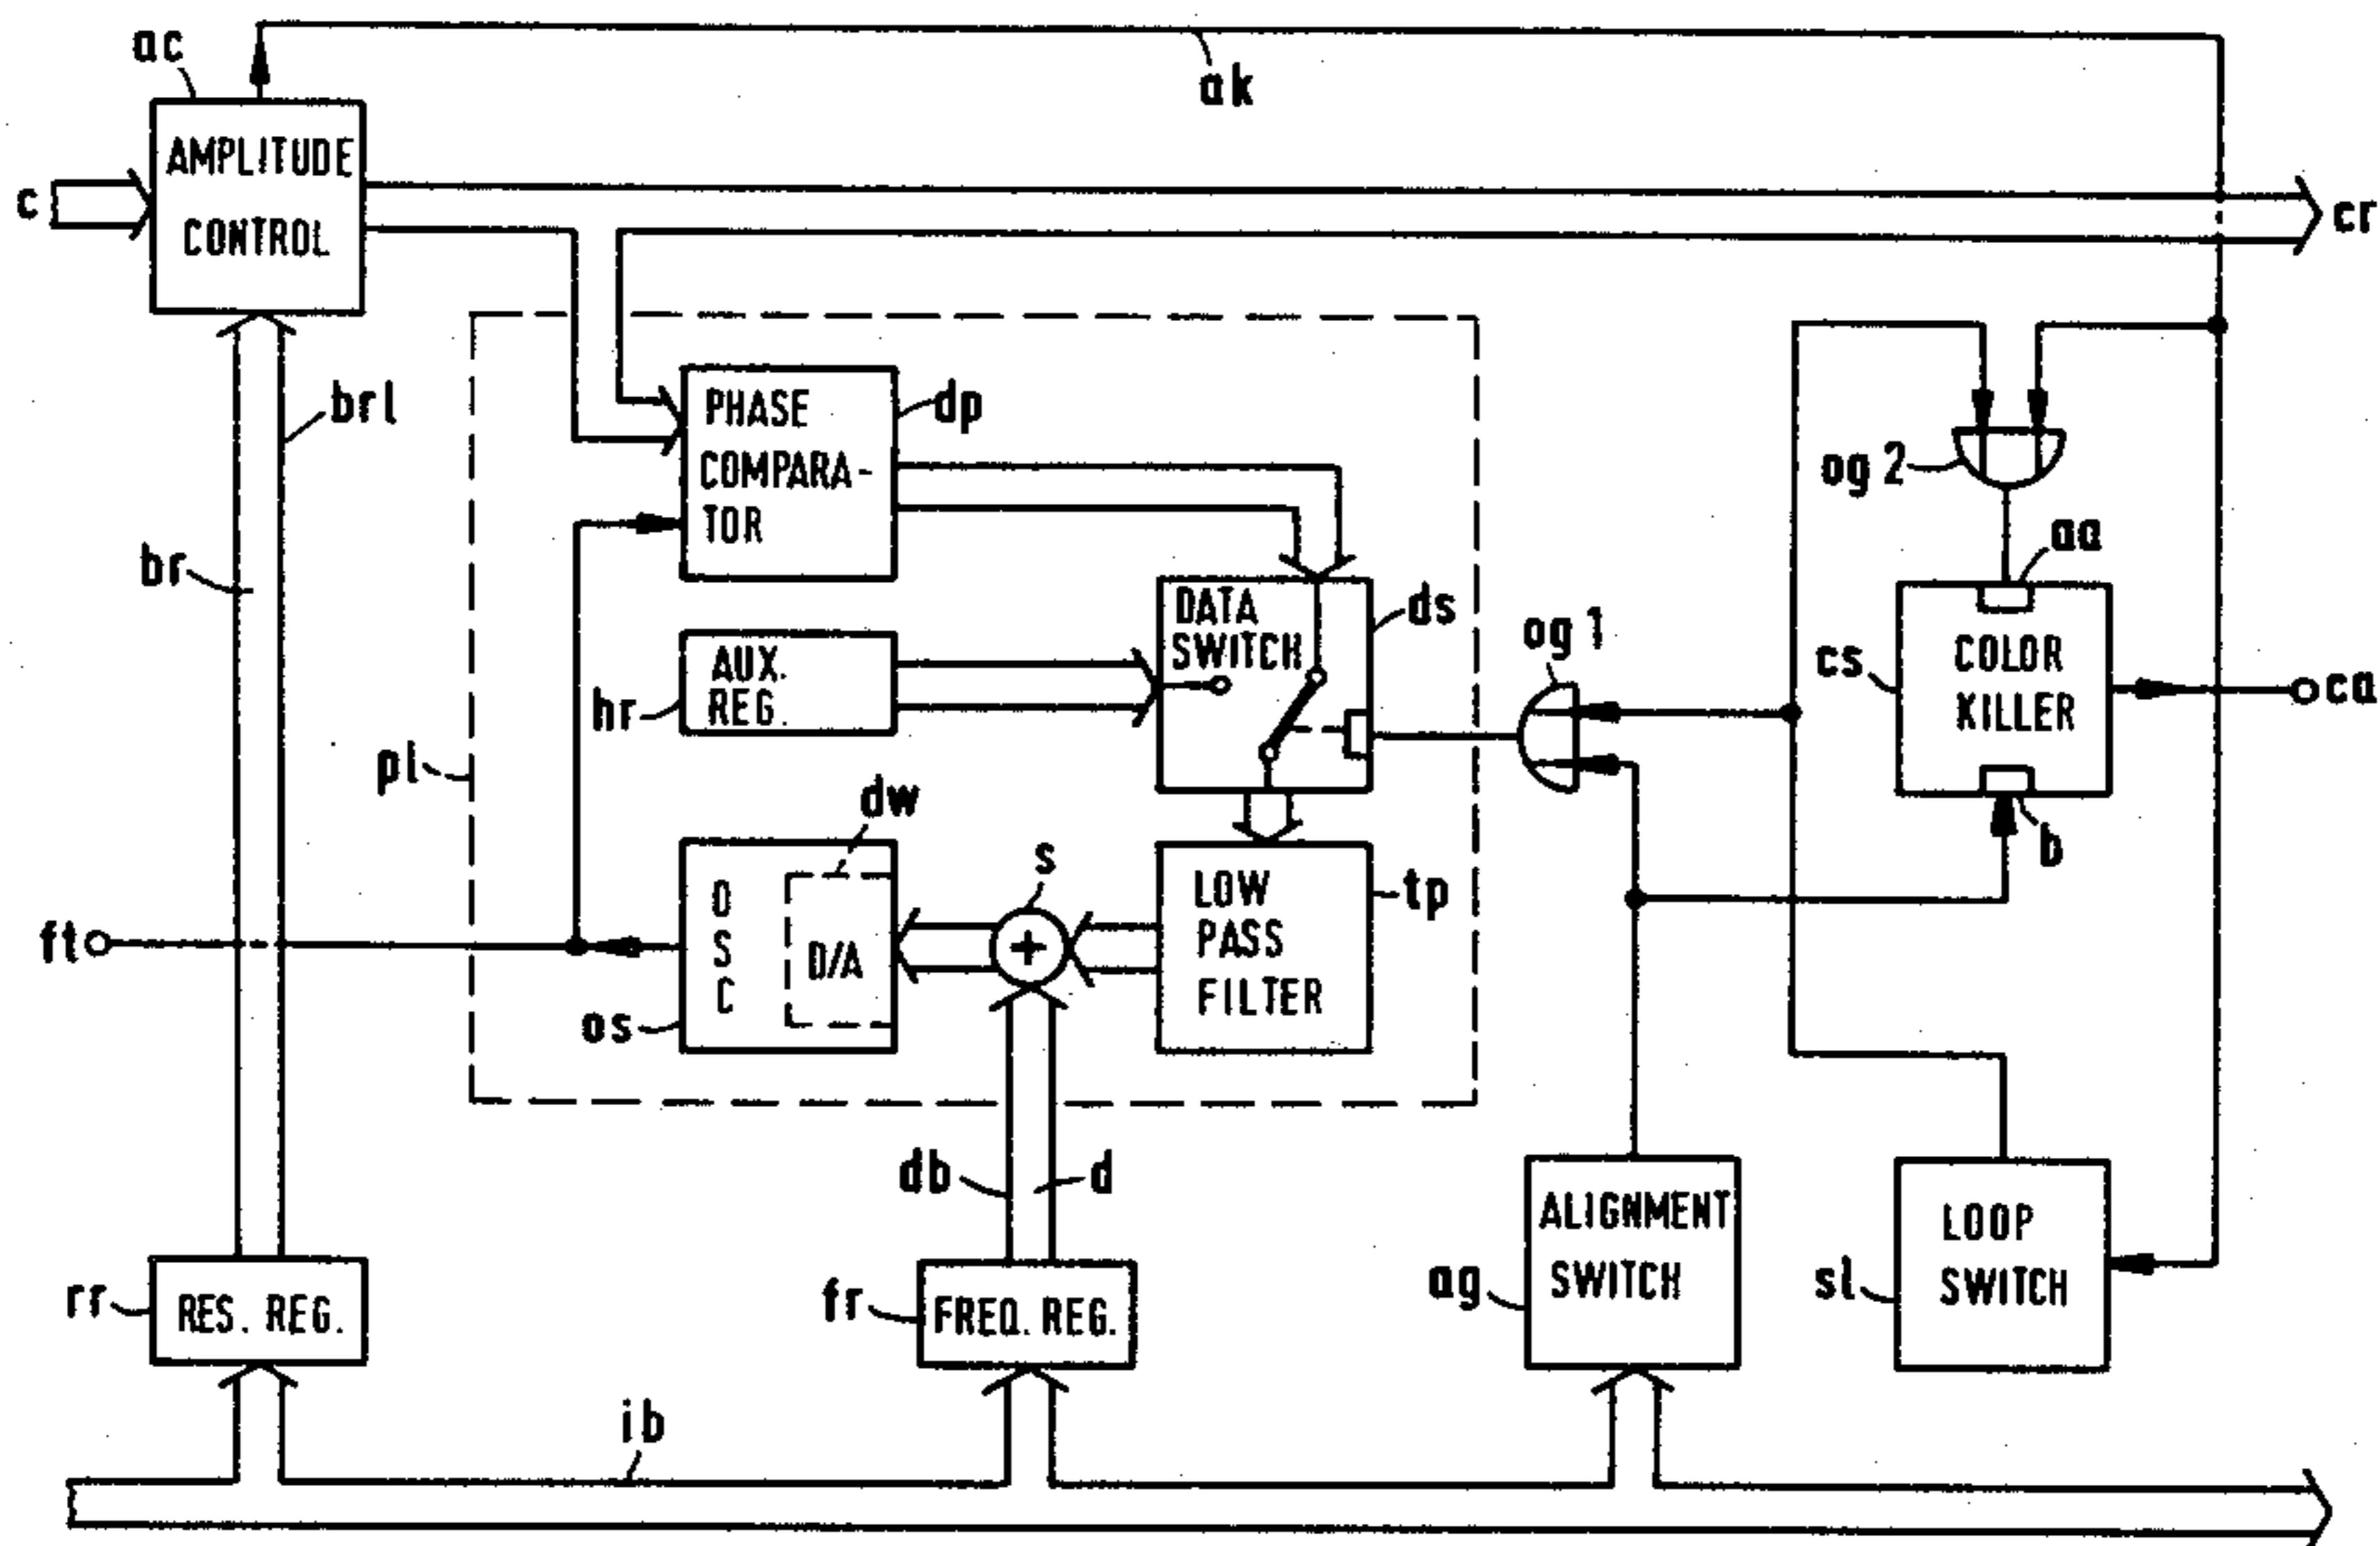 ac
ak
AMPLITUDE
CONTROL
c
cr
brl
PHASE
COMPARA-
TOR
dp
og 2
aa
br
DATA
SWITCH
ds
og 1
AUX.
REG.
hr
COLOR
KILLER
cs
ca
pl
dw
b
s
OSC
D/A
LOW
PASS
FILTER
tp
ft
os
db
d
ALIGNMENT
SWITCH
ag
LOOP
SWITCH
sl
rr
RES. REG.
fr
FREQ. REG.
ib
+